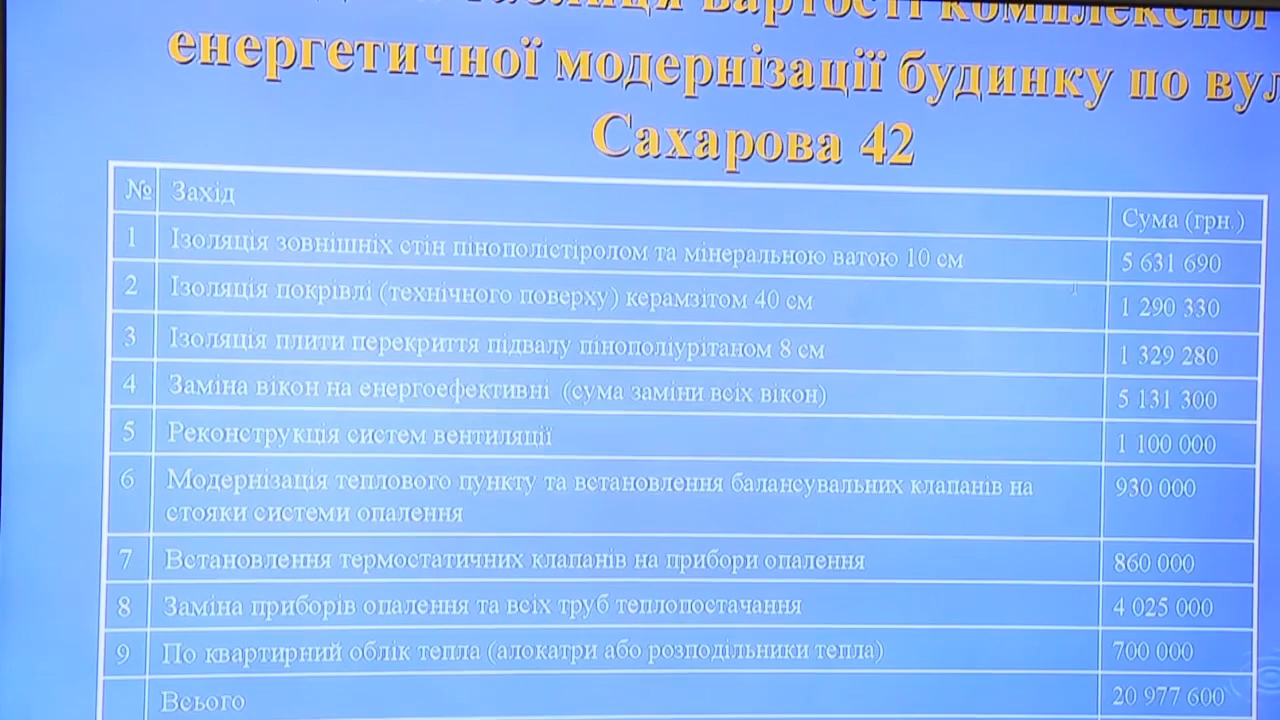 вартості комплексної
енергетичної модернізації будинку по вул
Сахарова 42
№ Захід Сума (грн.)
1 Ізоляція зовнішніх стін пінополістіролом та мінеральною ватою 10 см 5 631 690
2 Ізоляція покрівлі (технічного поверху) керамзітом 40 см 1 290 330
3 Ізоляція плити перекриття підвалу пінополіурітаном 8 см 1 329 280
4 Заміна вікон на енергоефективні (сума заміни всіх вікон) 5 131 300
5 Реконструкція систем вентиляції 1 100 000
6 Модернізація теплового пункту та встановлення балансувальних клапанів на 930 000
стояки системи опалення
7 Встановлення термостатичних клапанів на прибори опалення 860 000
8 Заміна приборів опалення та всіх труб теплопостачання 4 025 000
9 По квартирний облік тепла (алокатри або розподільники тепла) 700 000
Всього 20 977 600